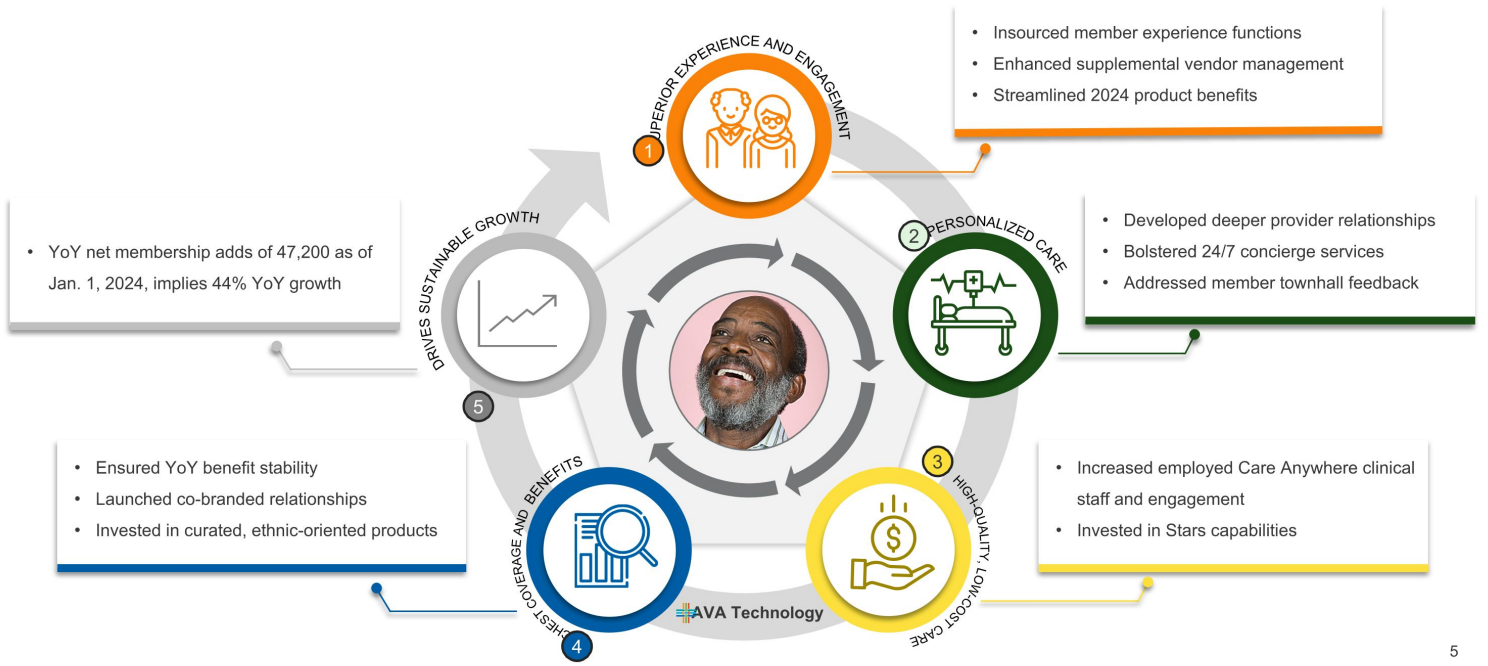 1
SUPERIOR EXPERIENCE AND ENGAGEMENT
• Insourced member experience functions
• Enhanced supplemental vendor management
• Streamlined 2024 product benefits
2
PERSONALIZED CARE
• Developed deeper provider relationships
• Bolstered 24/7 concierge services
• Addressed member townhall feedback
3
HIGH-QUALITY, LOW-COST CARE
$
• Increased employed Care Anywhere clinical
staff and engagement
• Invested in Stars capabilities
4
COVERAGE AND BENEFITS
• Ensured YoY benefit stability
• Launched co-branded relationships
• Invested in curated, ethnic-oriented products
5
DRIVES SUSTAINABLE GROWTH
• YoY net membership adds of 47,200 as of
Jan. 1, 2024, implies 44% YoY growth
AVA Technology
5